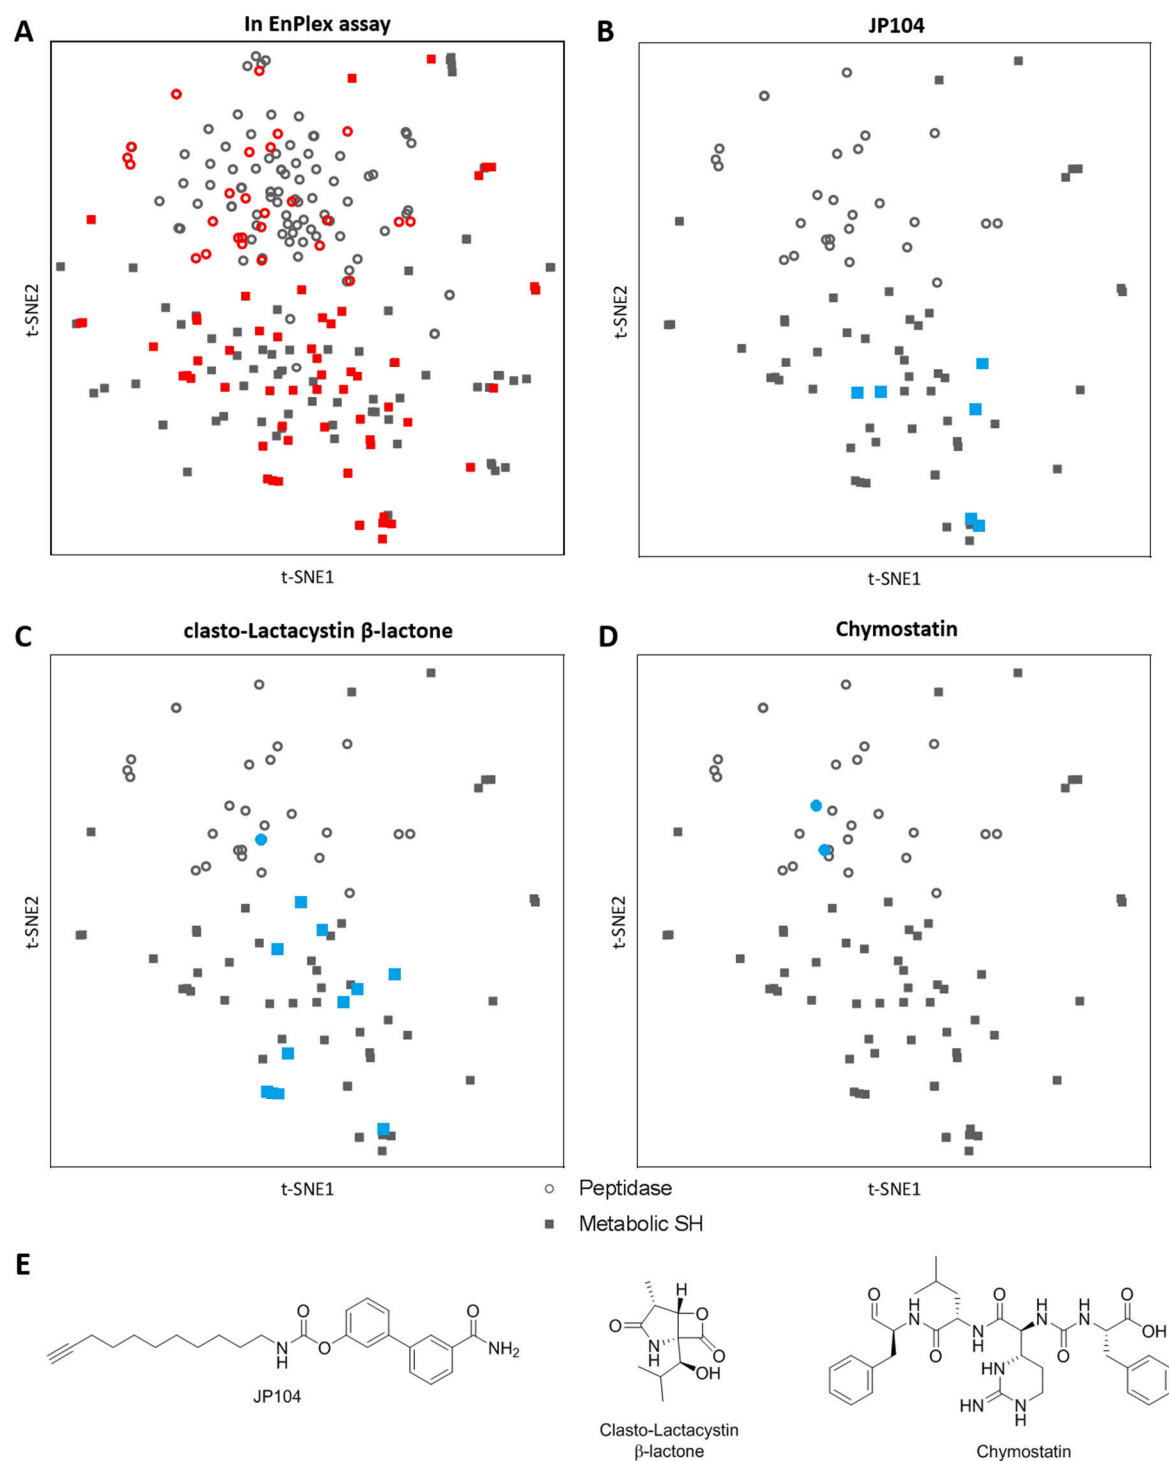 A
In EnPlex assay
t-SNE2
t-SNE1
B
JP104
t-SNE2
t-SNE1
C
clasto-Lactacystin β-lactone
t-SNE2
t-SNE1
D
Chymostatin
t-SNE2
t-SNE1
Peptidase
Metabolic SH
E
N
H
O
O
O
NH₂
JP104
H
O
O
O
N
H
OH
Clasto-Lactacystin
β-lactone
O
H
N
O
N
H
O
H
N
O
H
N
O
OH
HN
HN
N
H
Chymostatin